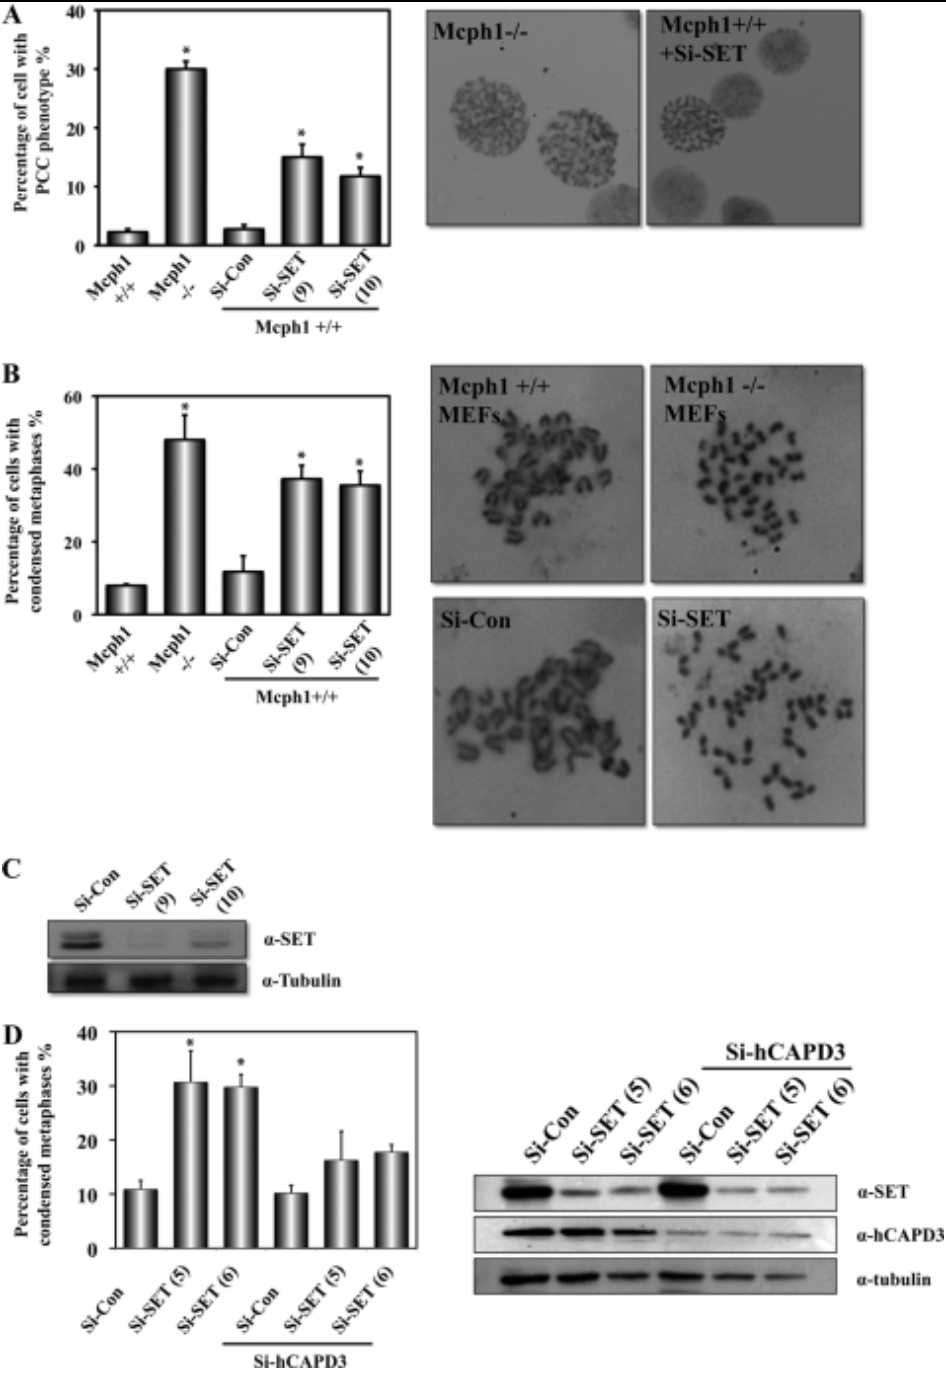 A
Percentage of cell with
PCC phenotype %
40
30
20
10
0
*
*
*
Mcph1
+/+
Mcph1
-/-
Si-Con
Si-SET
(9)
Si-SET
(10)
Mcph1 +/+
Mcph1-/-
Mcph1+/+
+Si-SET
B
Percentage of cells with
condensed metaphases %
60
40
20
0
*
*
*
Mcph1
+/+
Mcph1
-/-
Si-Con
Si-SET
(9)
Si-SET
(10)
Mcph1+/+
Mcph1 +/+
MEFs
Mcph1 -/-
MEFs
Si-Con
Si-SET
C
Si-Con
Si-SET
(9)
Si-SET
(10)
α-SET
α-Tubulin
D
Percentage of cells with
condensed metaphases %
40
30
20
10
0
*
*
Si-Con
Si-SET (5)
Si-SET (6)
Si-Con
Si-SET (5)
Si-SET (6)
Si-hCAPD3
Si-hCAPD3
Si-Con
Si-SET (5)
Si-SET (6)
Si-Con
Si-SET (5)
Si-SET (6)
α-SET
α-hCAPD3
α-tubulin